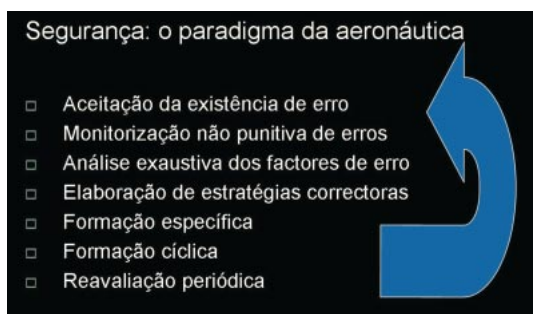 Segurança: o paradigma da aeronáutica
Aceitação da existência de erro
Monitorização não punitiva de erros
Análise exaustiva dos factores de erro
Elaboração de estratégias correctoras
Formação específica
Formação cíclica
Reavaliação periódica